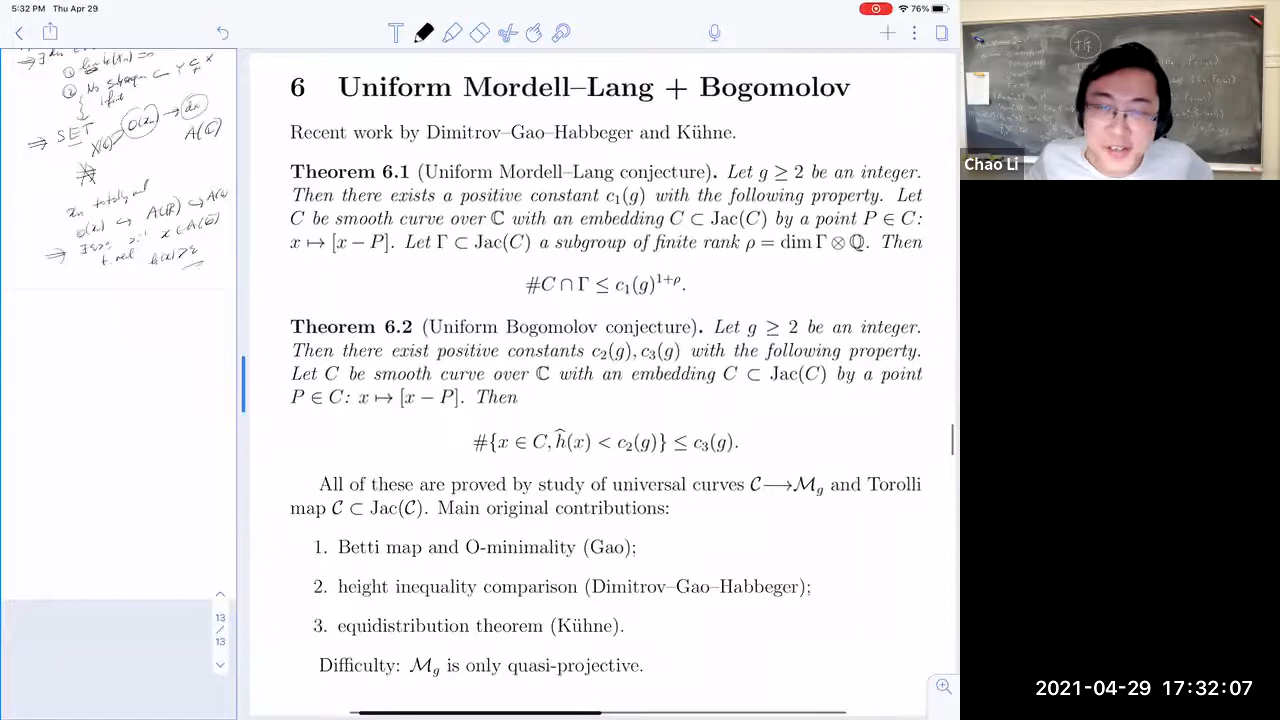 5:32 PM Thu Apr 29
76%
6 Uniform Mordell–Lang + Bogomolov
Recent work by Dimitrov–Gao–Habbeger and Kühne.
Theorem 6.1 (Uniform Mordell–Lang conjecture). Let g ≥ 2 be an integer.
Then there exists a positive constant c₁(g) with the following property. Let
C be smooth curve over ℂ with an embedding C ⊂ Jac(C) by a point P ∈ C:
x ↦ [x − P]. Let Γ ⊂ Jac(C) a subgroup of finite rank ρ = dim Γ ⊗ ℚ. Then
#C ∩ Γ ≤ c₁(g)¹⁺ᵖ.
Theorem 6.2 (Uniform Bogomolov conjecture). Let g ≥ 2 be an integer.
Then there exist positive constants c₂(g), c₃(g) with the following property.
Let C be smooth curve over ℂ with an embedding C ⊂ Jac(C) by a point
P ∈ C: x ↦ [x − P]. Then
#{x ∈ C, ĥ(x) < c₂(g)} ≤ c₃(g).
All of these are proved by study of universal curves 𝒞⟶ℳ_g and Torolli
map 𝒞 ⊂ Jac(𝒞). Main original contributions:
1. Betti map and O-minimality (Gao);
2. height inequality comparison (Dimitrov–Gao–Habbeger);
3. equidistribution theorem (Kühne).
Difficulty: ℳ_g is only quasi-projective.
13
/
13
Chao Li
2021-04-29 17:32:07